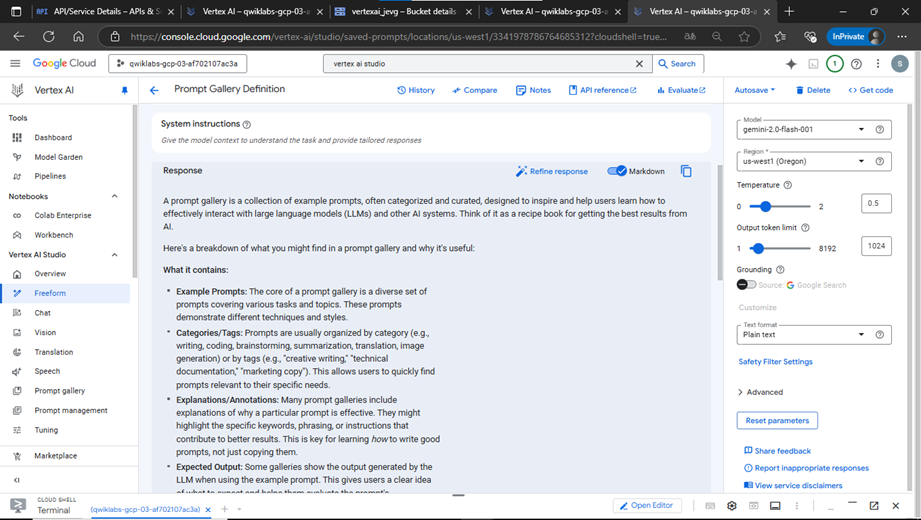 API API/Service Details – APIs & S
Vertex AI – qwiklabs-gcp-03-a
vertexai_jevg – Bucket details
Vertex AI – qwiklabs-gcp-03-a
Vertex AI – qwiklabs-gcp-03-a
https://console.cloud.google.com/vertex-ai/studio/saved-prompts/locations/us-west1/3341978786764685312?cloudshell=true...
InPrivate
Google Cloud
qwiklabs-gcp-03-af702107ac3a
vertex ai studio
Search
1
S
Vertex AI
Prompt Gallery Definition
History
Compare
Notes
API reference
Evaluate
Autosave
Delete
<> Get code
Tools
Dashboard
Model Garden
Pipelines
Notebooks
Colab Enterprise
Workbench
Vertex AI Studio
Overview
Freeform
Chat
Vision
Translation
Speech
Prompt gallery
Prompt management
Tuning
Marketplace
System instructions
Give the model context to understand the task and provide tailored responses
Response
Refine response
Markdown
A prompt gallery is a collection of example prompts, often categorized and curated, designed to inspire and help users learn how to
effectively interact with large language models (LLMs) and other AI systems. Think of it as a recipe book for getting the best results from
AI.
Here's a breakdown of what you might find in a prompt gallery and why it's useful:
What it contains:
• Example Prompts: The core of a prompt gallery is a diverse set of
prompts covering various tasks and topics. These prompts
demonstrate different techniques and styles.
• Categories/Tags: Prompts are usually organized by category (e.g.,
writing, coding, brainstorming, summarization, translation, image
generation) or by tags (e.g., "creative writing," "technical
documentation," "marketing copy"). This allows users to quickly find
prompts relevant to their specific needs.
• Explanations/Annotations: Many prompt galleries include
explanations of why a particular prompt is effective. They might
highlight the specific keywords, phrasing, or instructions that
contribute to better results. This is key for learning how to write good
prompts, not just copying them.
• Expected Output: Some galleries show the output generated by the
LLM when using the example prompt. This gives users a clear idea
of what to expect and helps them evaluate the prompt's
Model
gemini-2.0-flash-001
Region *
us-west1 (Oregon)
Temperature
0
2
0.5
Output token limit
1
8192
1024
Grounding
Source: Google Search
Customize
Text format
Plain text
Safety Filter Settings
Advanced
Reset parameters
Share feedback
Report inappropriate responses
View service disclaimers
CLOUD SHELL
Terminal
(qwiklabs-gcp-03-af702107ac3a)
Open Editor